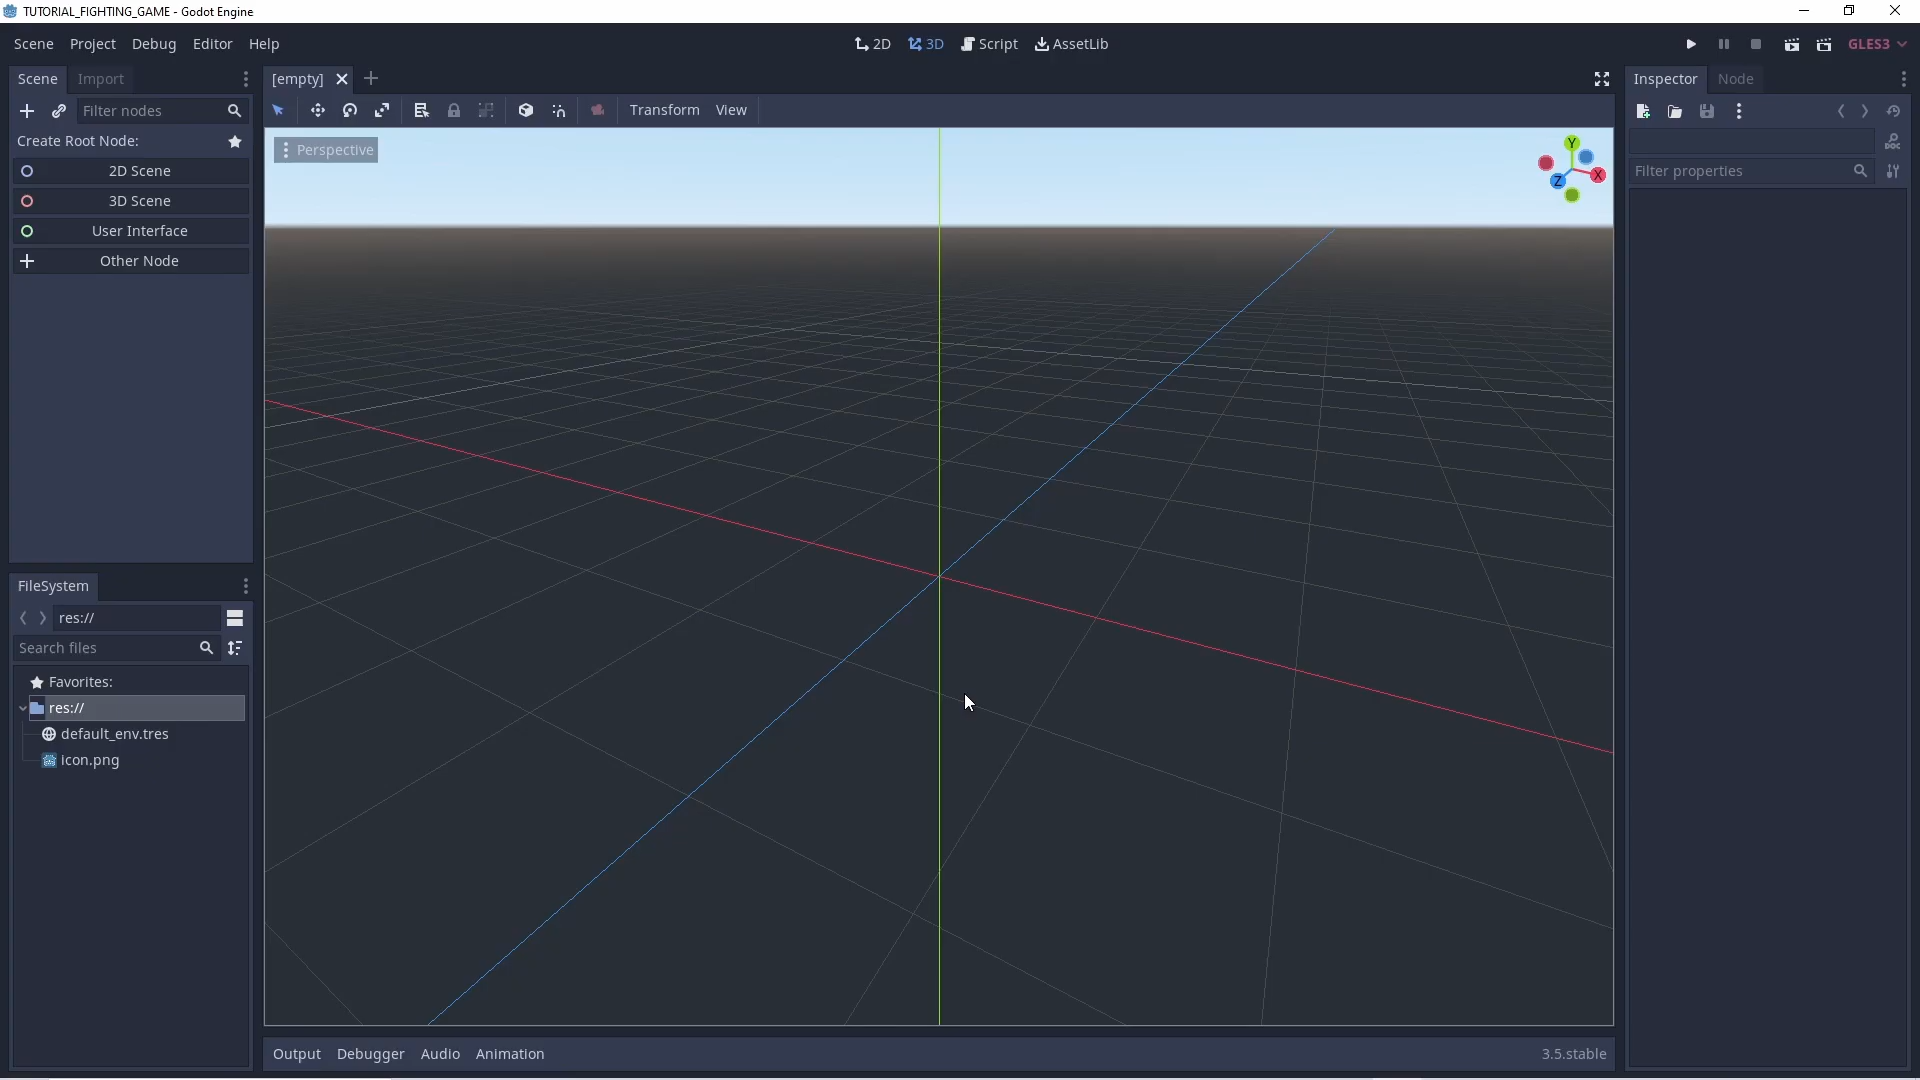 TUTORIAL_FIGHTING_GAME - Godot Engine
Scene Project Debug Editor Help
2D 3D Script AssetLib
GLES3
Scene Import
[empty]
Inspector Node
Filter nodes
Transform View
Create Root Node:
2D Scene
3D Scene
User Interface
Other Node
Perspective
Y
X
Z
DOC
Filter properties
FileSystem
res://
Search files
Favorites:
res://
default_env.tres
icon.png
Output Debugger Audio Animation
3.5.stable